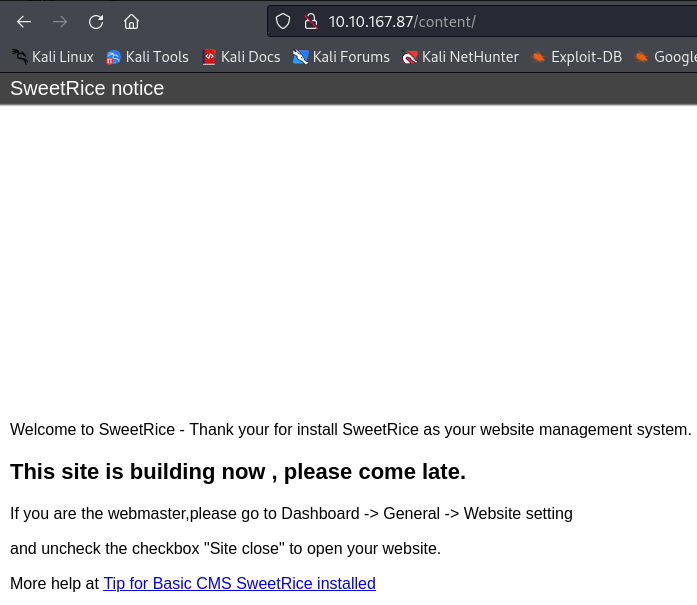 10.10.167.87/content/
Kali Linux Kali Tools Kali Docs Kali Forums Kali NetHunter Exploit-DB Google
SweetRice notice
Welcome to SweetRice - Thank your for install SweetRice as your website management system.
This site is building now , please come late.
If you are the webmaster,please go to Dashboard -> General -> Website setting
and uncheck the checkbox "Site close" to open your website.
More help at Tip for Basic CMS SweetRice installed